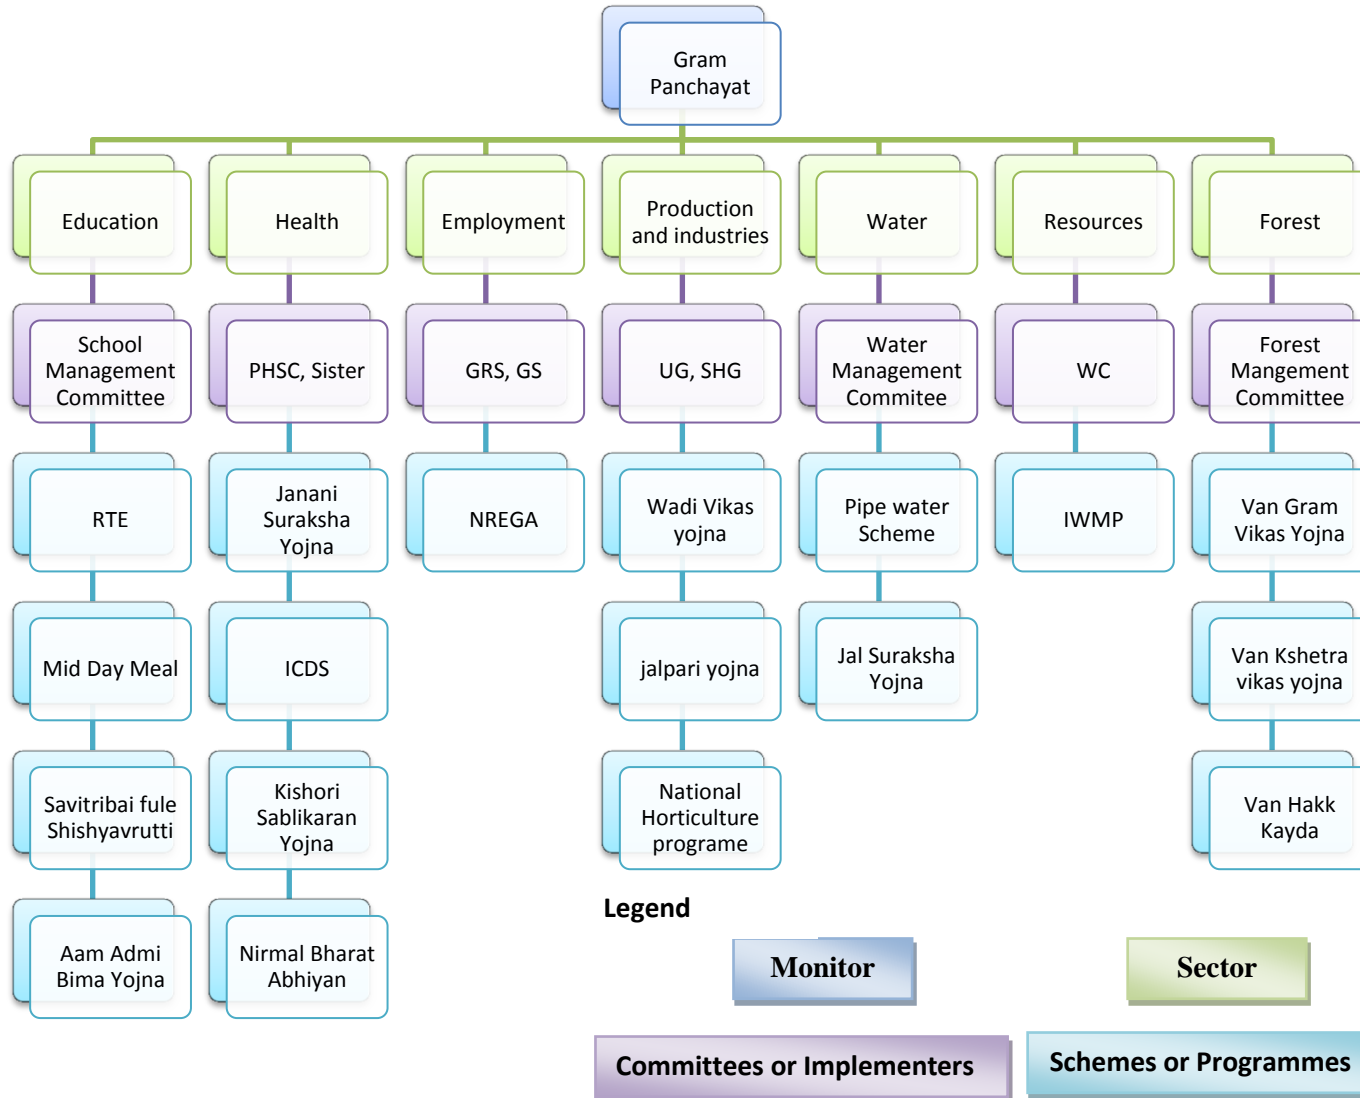 Gram
Panchayat
Education
Health
Employment
Production
and industries
Water
Resources
Forest
School
Management
Committee
PHSC, Sister
GRS, GS
UG, SHG
Water
Management
Commitee
WC
Forest
Mangement
Committee
RTE
Janani
Suraksha
Yojna
NREGA
Wadi Vikas
yojna
Pipe water
Scheme
IWMP
Van Gram
Vikas Yojna
Mid Day Meal
ICDS
jalpari yojna
Jal Suraksha
Yojna
Van Kshetra
vikas yojna
Savitribai fule
Shishyavrutti
Kishori
Sablikaran
Yojna
National
Horticulture
programe
Van Hakk
Kayda
Aam Admi
Bima Yojna
Nirmal Bharat
Abhiyan
Legend
Monitor
Sector
Committees or Implementers
Schemes or Programmes